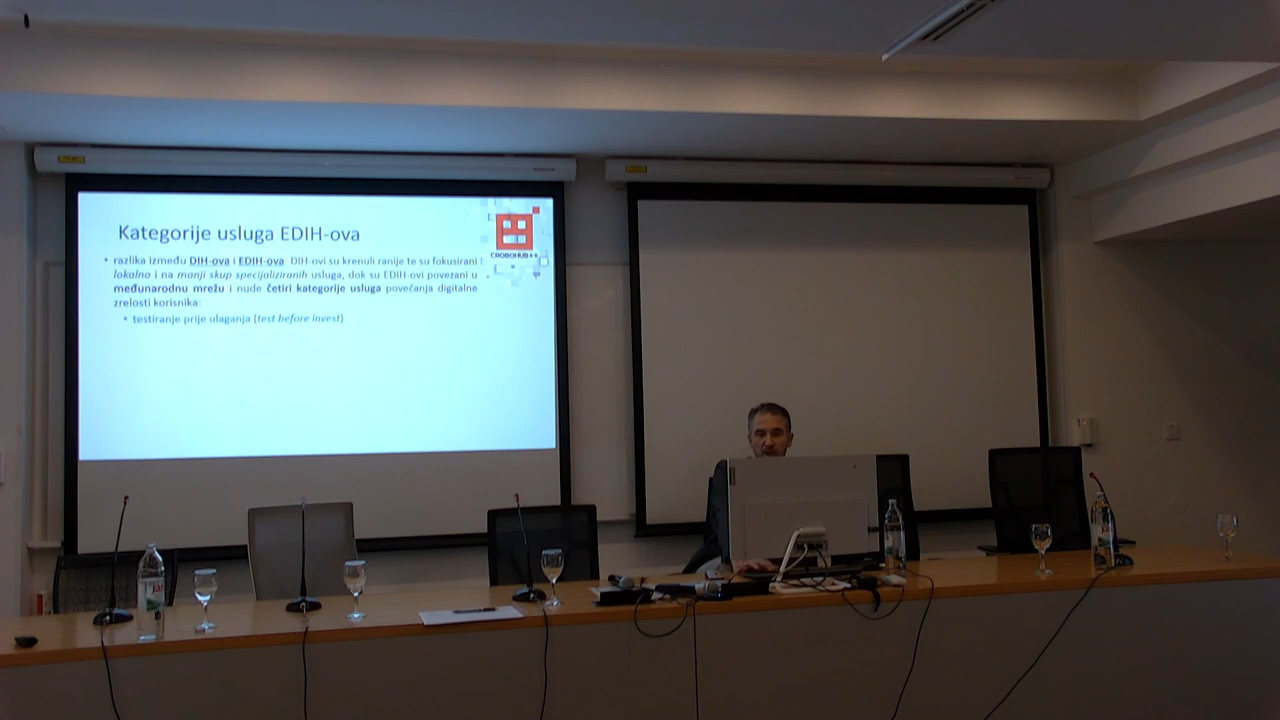 Kategorije usluga EDIH-ova
CROBOHUB++
• razlika između DIH-ova i EDIH-ova: DIH-ovi su krenuli ranije te su fokusirani
lokalno i na manji skup specijaliziranih usluga, dok su EDIH-ovi povezani u
međunarodnu mrežu i nude četiri kategorije usluga povećanja digitalne
zrelosti korisnika:
• testiranje prije ulaganja (test before invest)